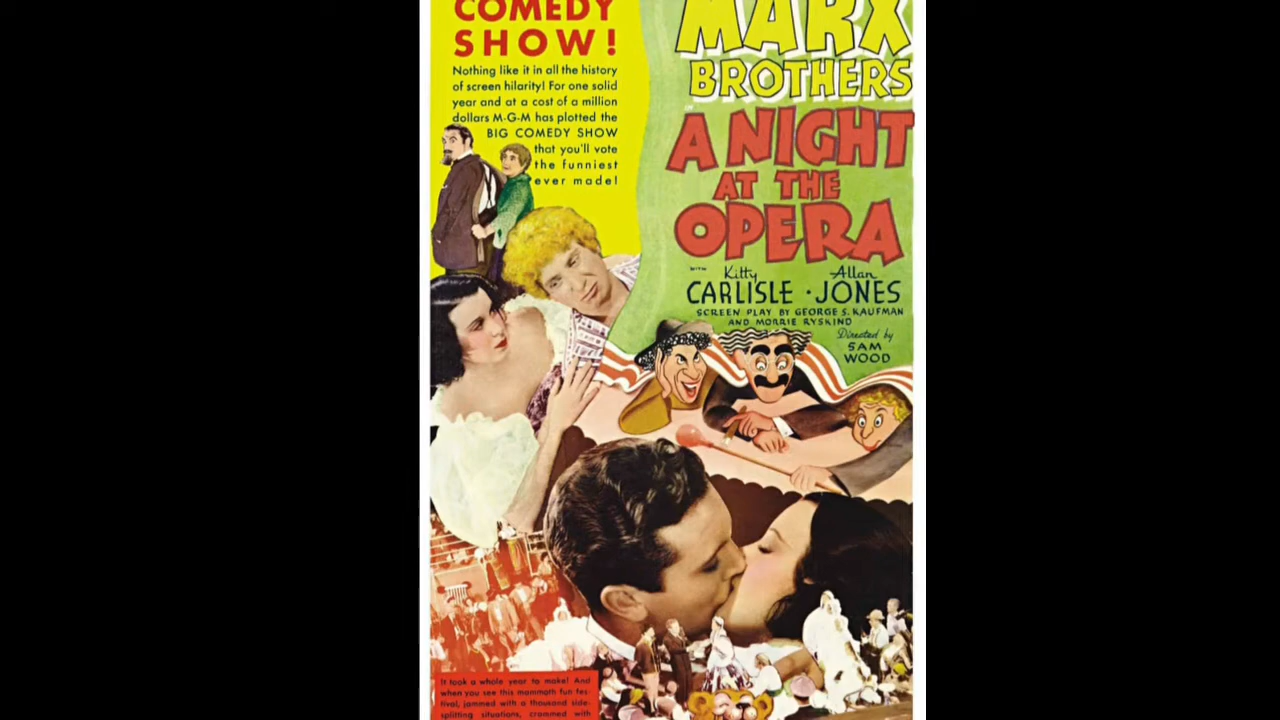 COMEDY
SHOW!
Nothing like it in all the history
of screen hilarity! For one solid
year and at a cost of a million
dollars M-G-M has plotted the
BIG COMEDY SHOW
that you'll vote
the funniest
ever made!
MARX
BROTHERS
IN
A NIGHT
AT THE
OPERA
WITH
Kitty Allan
CARLISLE · JONES
SCREEN PLAY BY GEORGE S. KAUFMAN
AND MORRIE RYSKIND
Directed by
SAM
WOOD
It took a whole year to make! And
when you see this mammoth fun fes-
tival, jammed with a thousand side-
splitting situations, crammed with